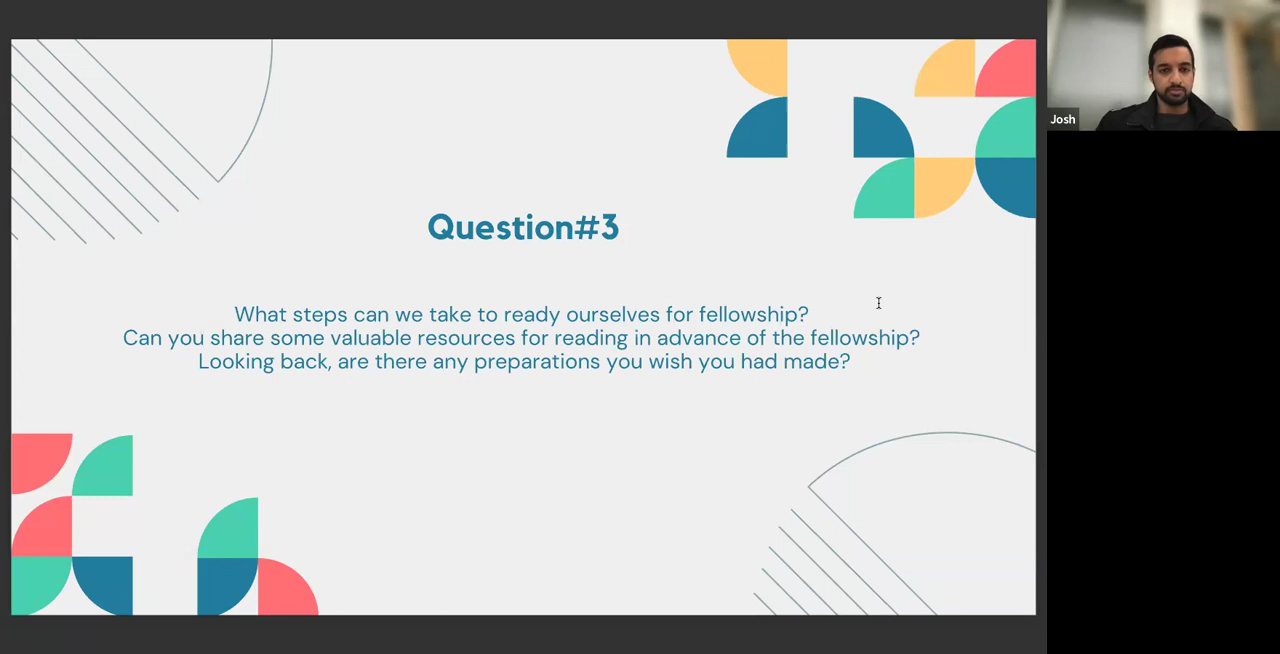 Question#3
What steps can we take to ready ourselves for fellowship?
Can you share some valuable resources for reading in advance of the fellowship?
Looking back, are there any preparations you wish you had made?
Josh